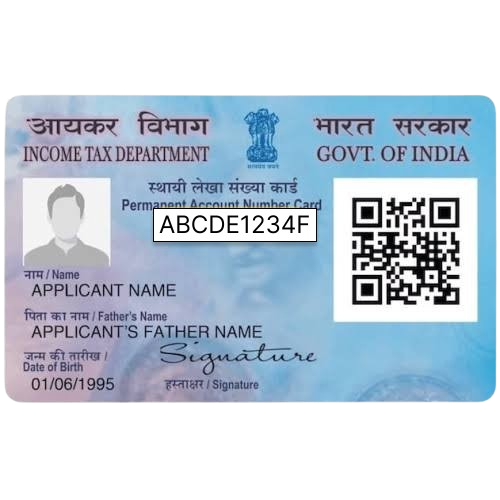 आयकर विभाग
INCOME TAX DEPARTMENT
सत्यमेव जयते
भारत सरकार
GOVT. OF INDIA
स्थायी लेखा संख्या कार्ड
Permanent Account Number Card
ABCDE1234F
नाम / Name
APPLICANT NAME
पिता का नाम / Father's Name
APPLICANT'S FATHER NAME
जन्म की तारीख /
Date of Birth
01/06/1995
Signature
हस्ताक्षर / Signature